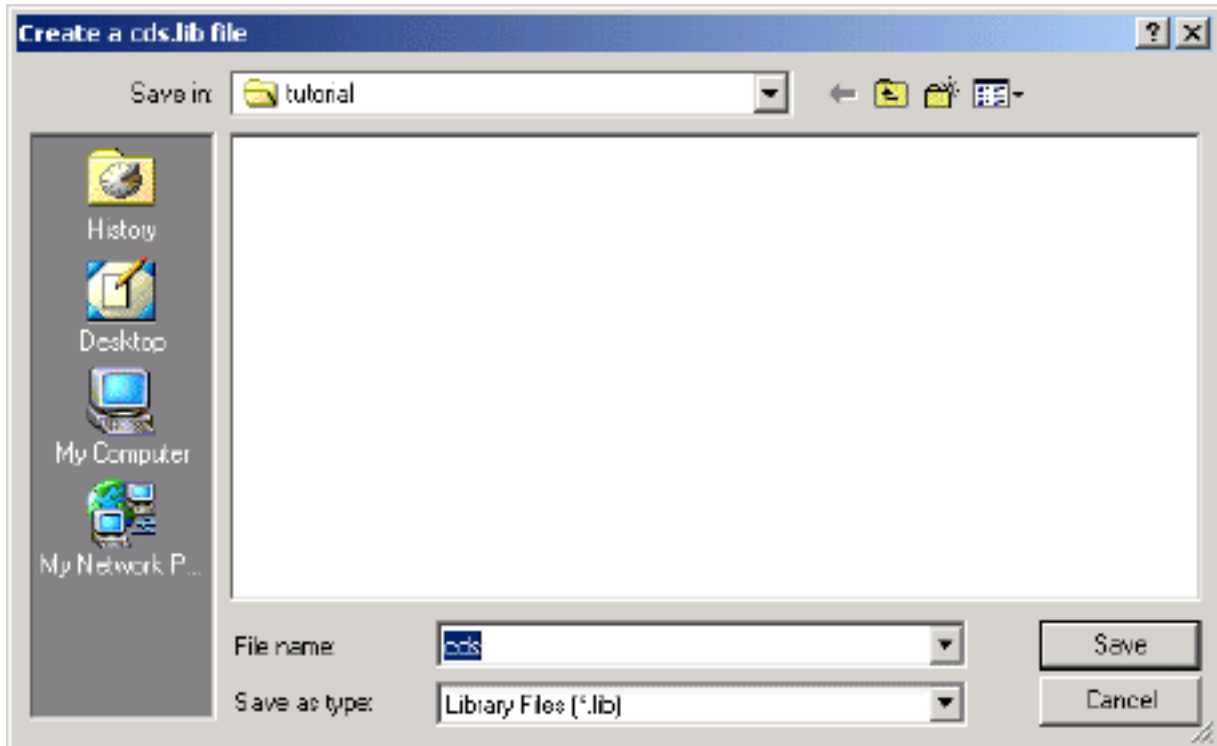 Create a cds.lib file
Save in:
tutorial
History
Desktop
My Computer
My Network P...
File name:
cds
Save
Save as type:
Library Files (*.lib)
Cancel